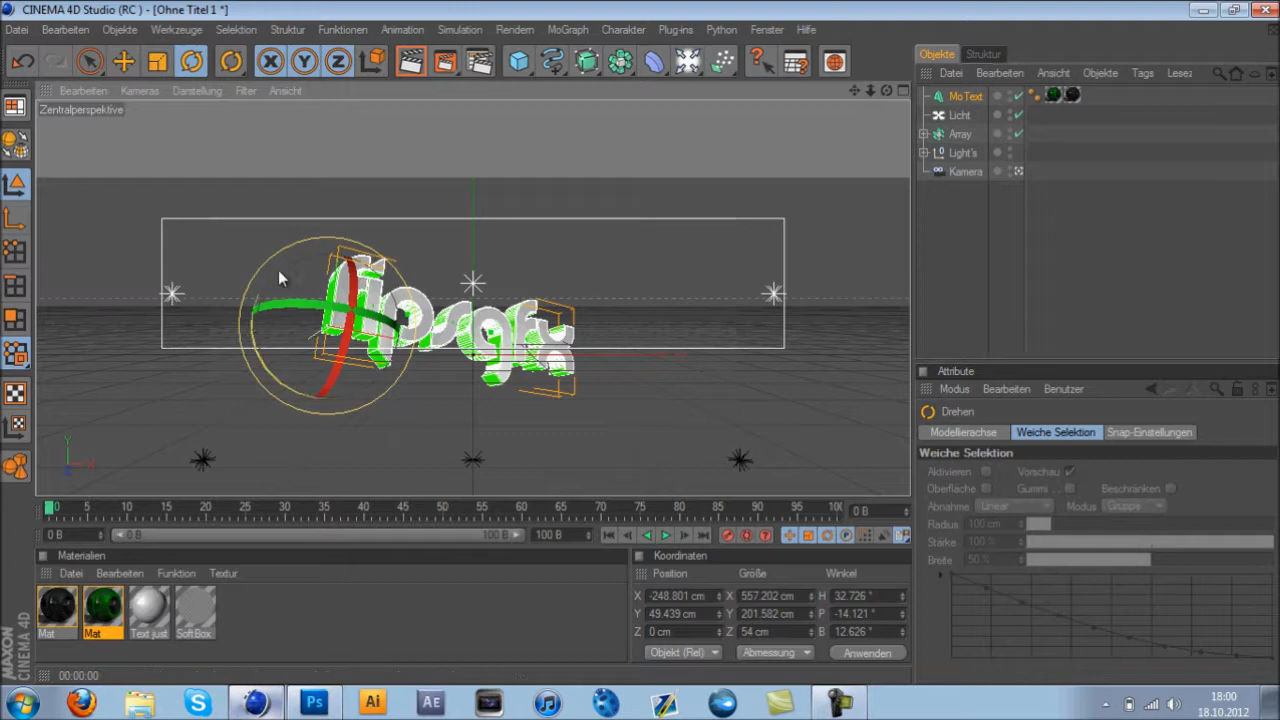 CINEMA 4D Studio (RC ) - [Ohne Titel 1 *]
Datei Bearbeiten Objekte Werkzeuge Selektion Struktur Funktionen Animation Simulation Rendern MoGraph Charakter Plug-ins Python Fenster Hilfe
X Y Z
Objekte Struktur
Datei Bearbeiten Ansicht Objekte Tags Lesez
Bearbeiten Kameras Darstellung Filter Ansicht
Zentralperspektive
MoText
Licht
Array
Light's
Kamera
Y
X
Attribute
Modus Bearbeiten Benutzer
Drehen
Modellierachse Weiche Selektion Snap-Einstellungen
Weiche Selektion
Aktivieren Vorschau
Oberfläche Gummi . . Beschränken
Abnahme Linear Modus Gruppe
Radius 100 cm
Stärke 100 %
Breite 50 %
0 5 10 15 20 25 30 35 40 45 50 55 60 65 70 75 80 85 90 95 100 0 B
0 B 0 B 100 B 100 B
Materialien
Datei Bearbeiten Funktion Textur
Mat Mat Text just SoftBox
Koordinaten
Position Größe Winkel
X -248.801 cm X 557.202 cm H 32.726 °
Y 49.439 cm Y 201.582 cm P -14.121 °
Z 0 cm Z 54 cm B 12.626 °
Objekt (Rel) Abmessung Anwenden
MAXON CINEMA 4D
00:00:00
Ps Ai AE
18:00
18.10.2012